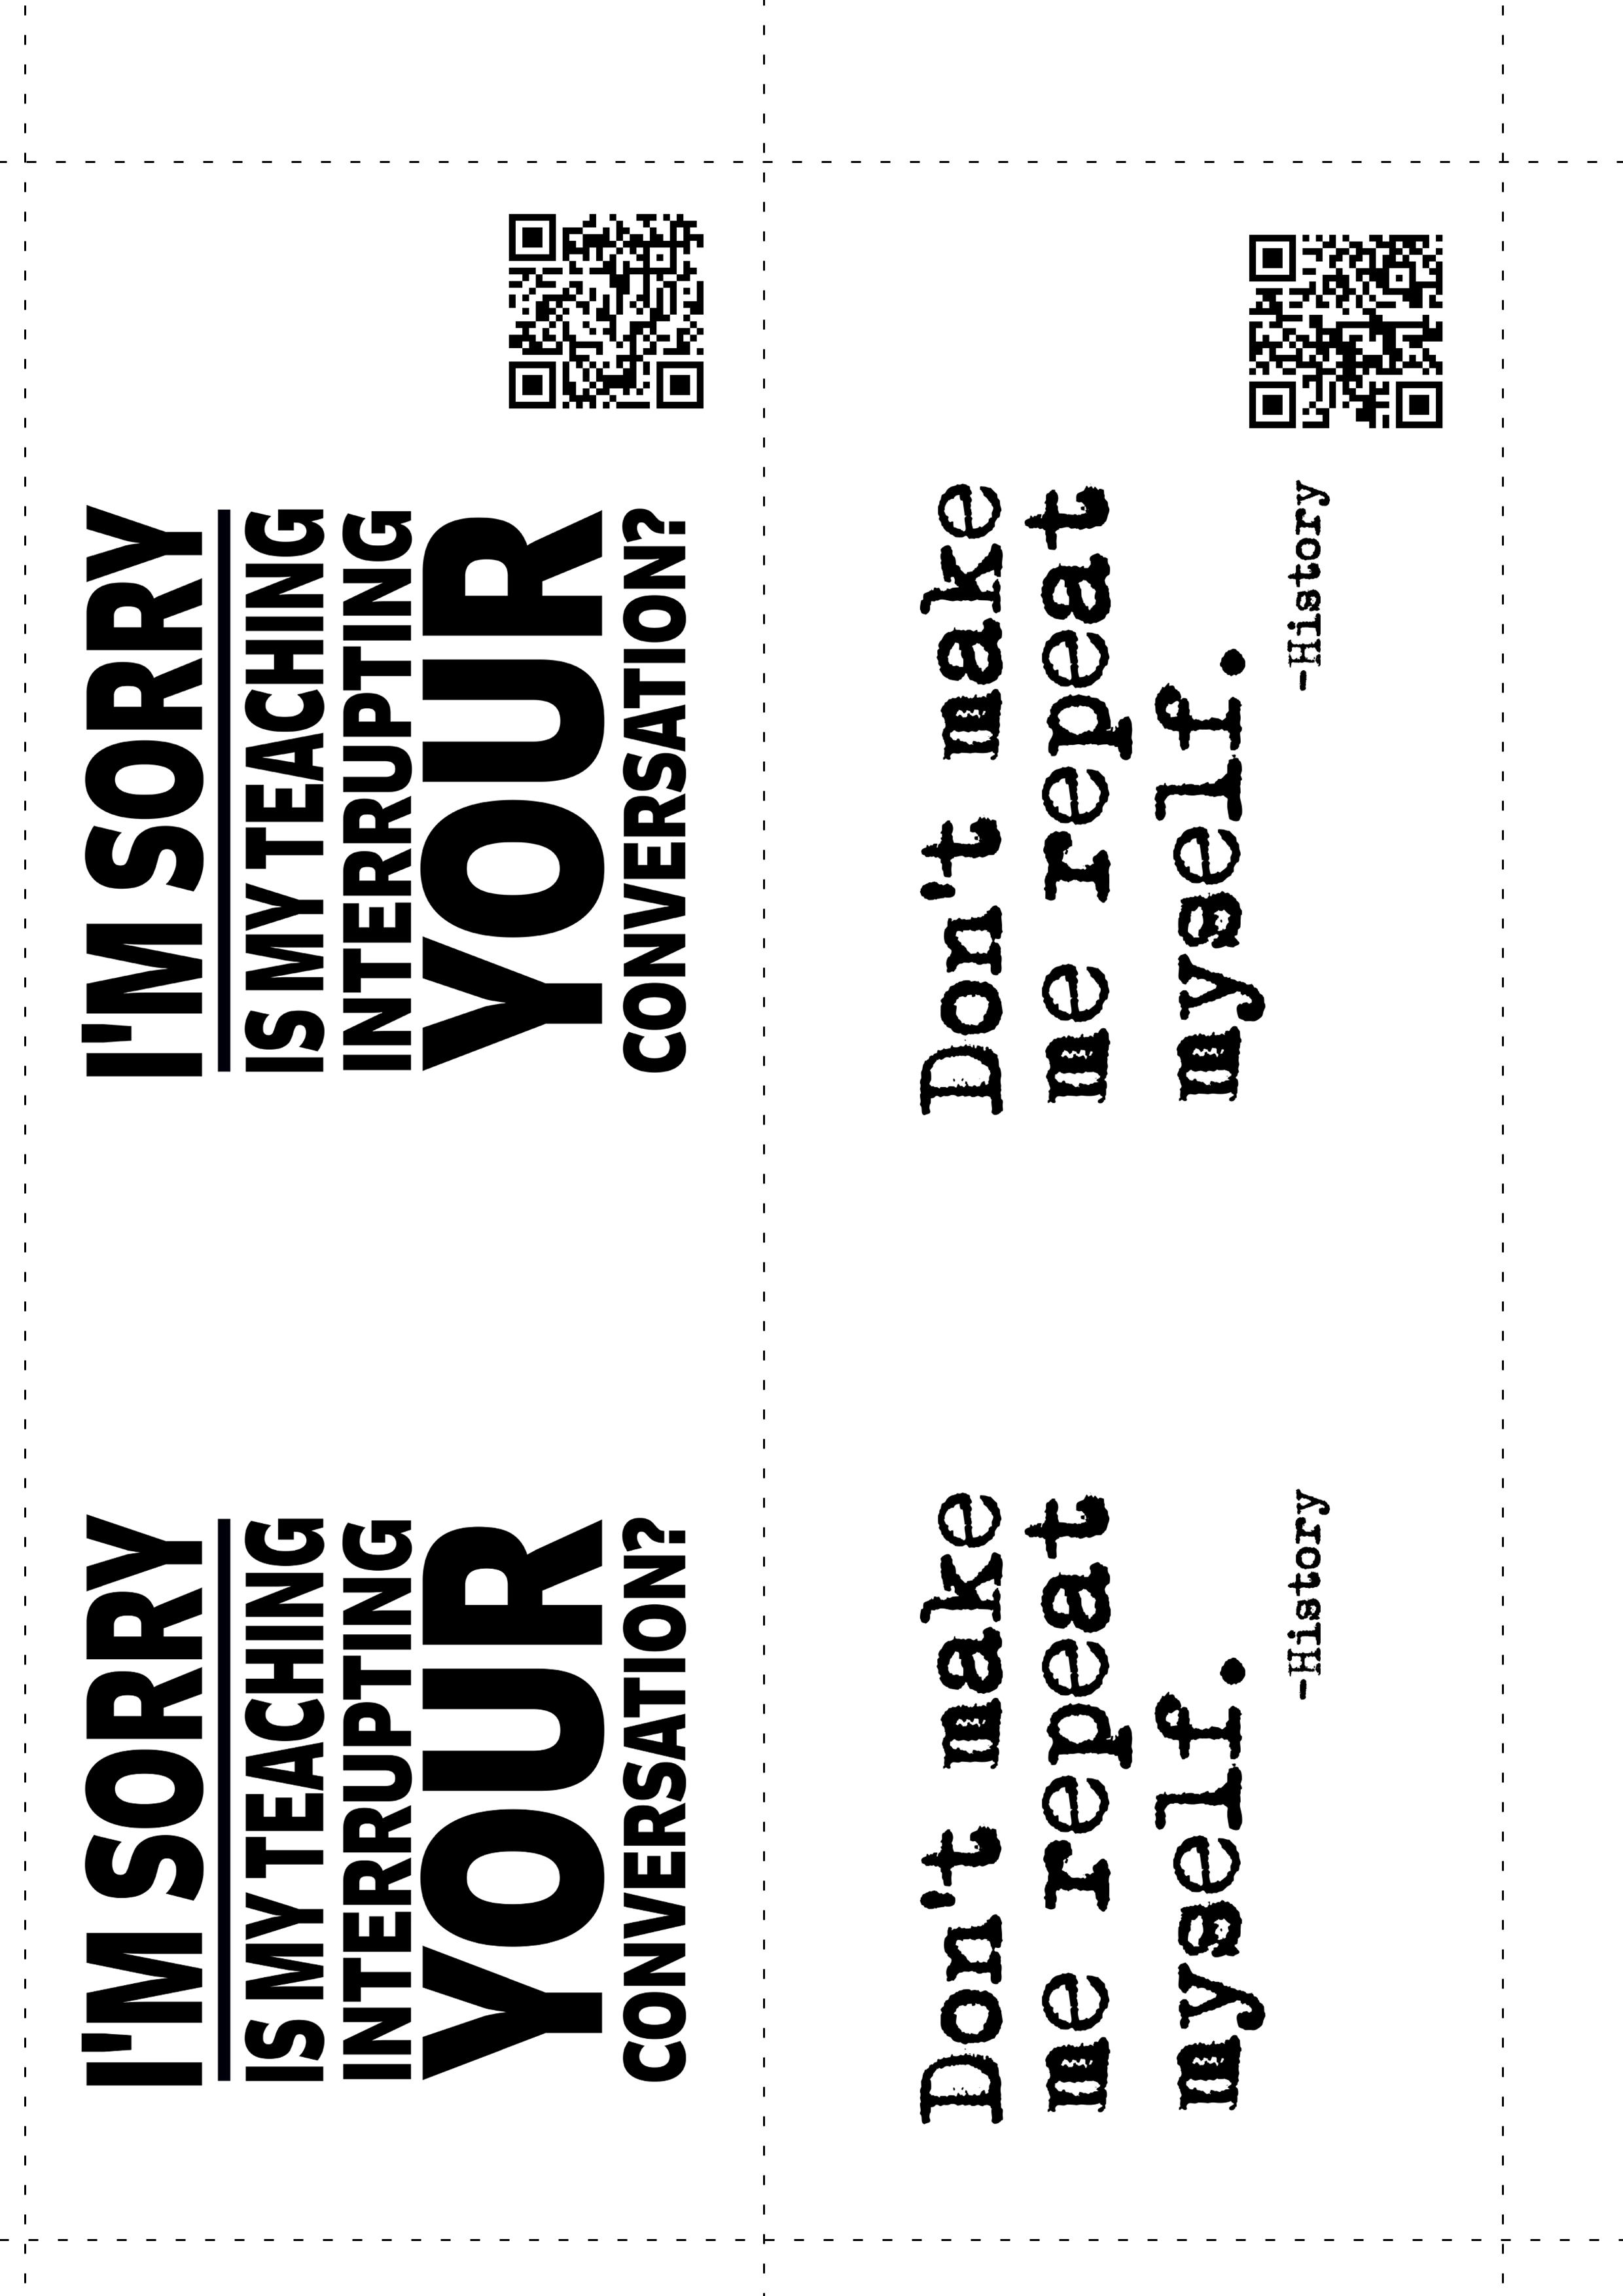 I'M SORRY
IS MY TEACHING
INTERRUPTING
YOUR
CONVERSATION?
I'M SORRY
IS MY TEACHING
INTERRUPTING
YOUR
CONVERSATION?
Don't make
me repeat
myself.
-History
Don't make
me repeat
myself.
-History